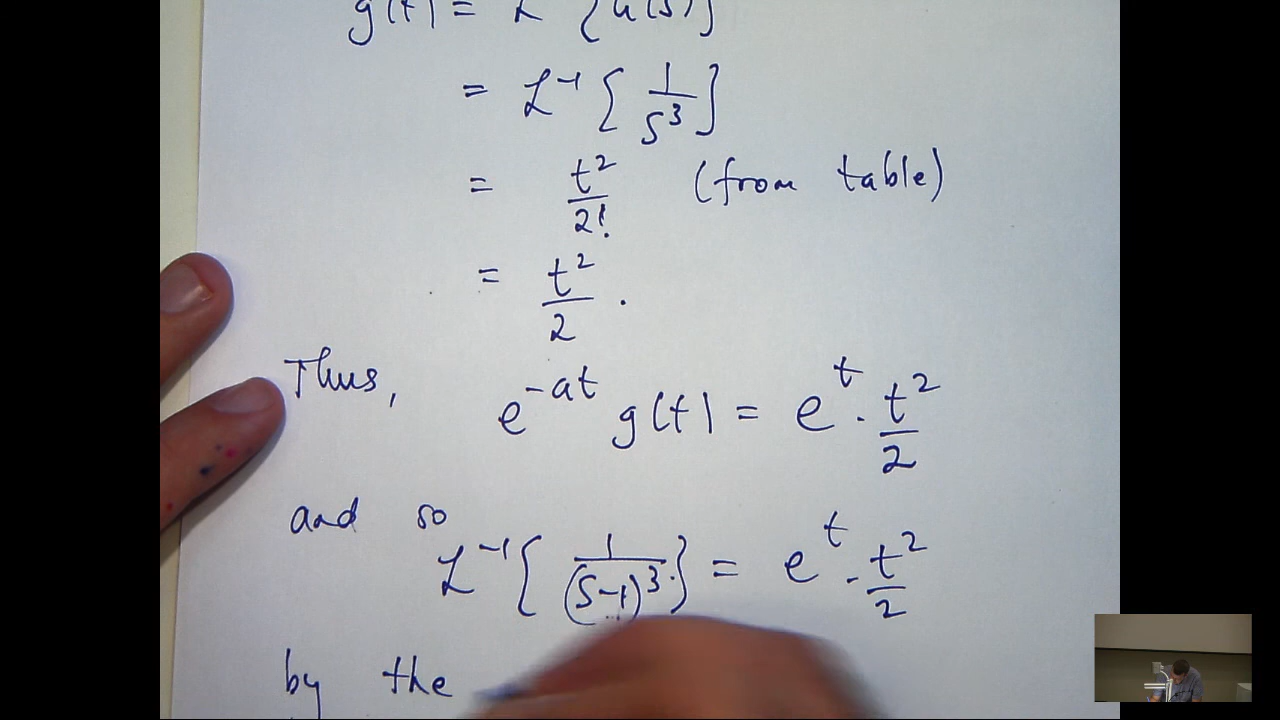 g(t) = L {G(s)}
= L⁻¹ { 1/s³ }
= t²/2! (from table)
= t²/2 .
Thus, e^(-at) g(t) = e^t · t²/2
and so
L⁻¹ { 1/(s-1)³ } = e^t · t²/2
by the